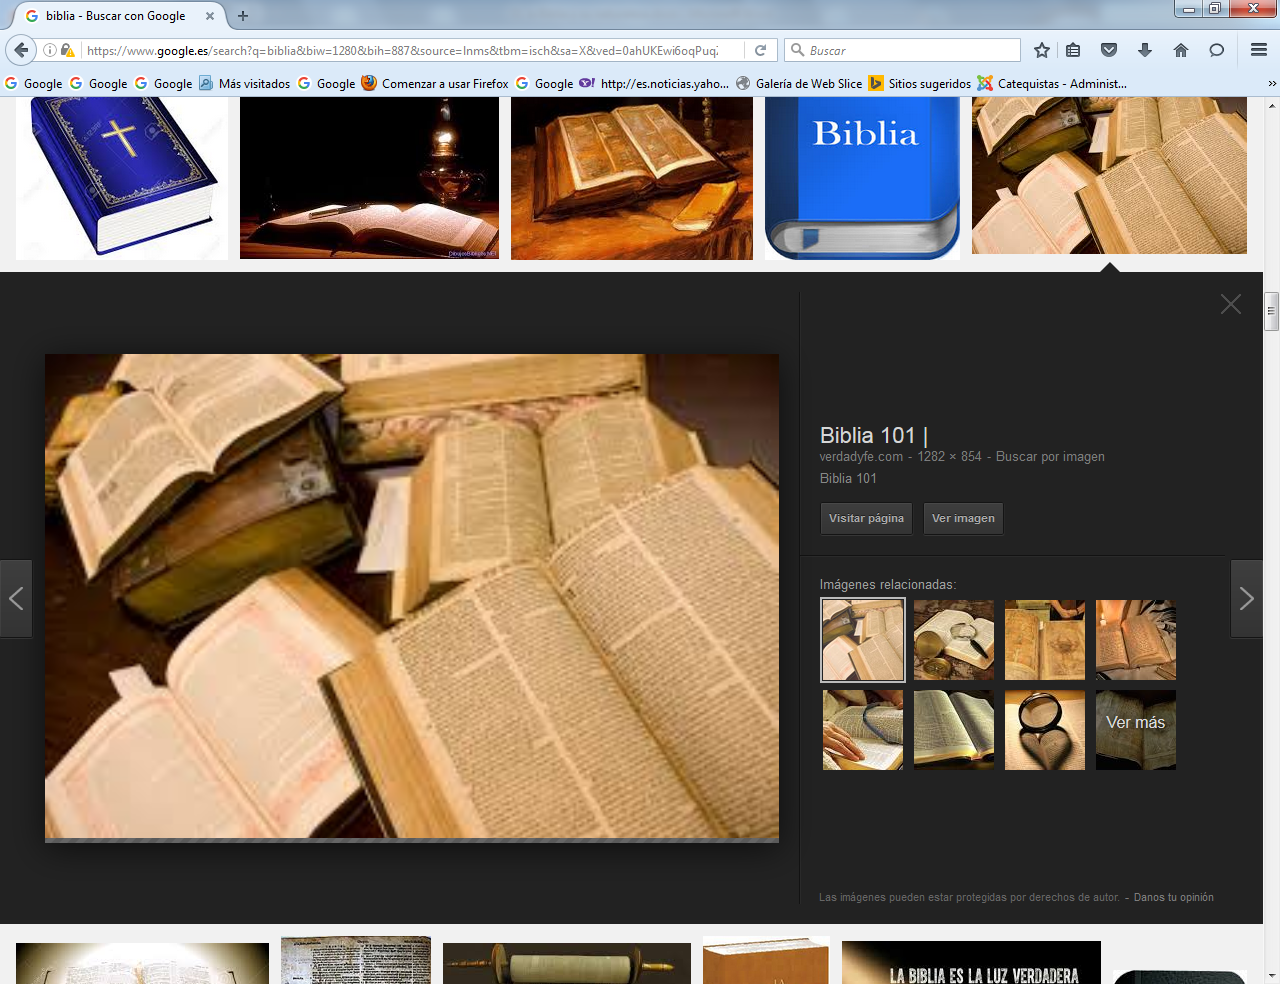 biblia - Buscar con Google
https://www.google.es/search?q=biblia&biw=1280&bih=887&source=lnms&tbm=isch&sa=X&ved=0ahUKEwi6oqPuq
Buscar
Google
Google
Google
Más visitados
Google
Comenzar a usar Firefox
Google
http://es.noticias.yaho...
Galería de Web Slice
Sitios sugeridos
Catequistas - Administ...
Biblia
Biblia 101 |
verdadyfe.com - 1282 × 854 - Buscar por imagen
Biblia 101
Visitar página
Ver imagen
Imágenes relacionadas:
Ver más
Las imágenes pueden estar protegidas por derechos de autor. - Danos tu opinión
LA BIBLIA ES LA LUZ VERDADERA